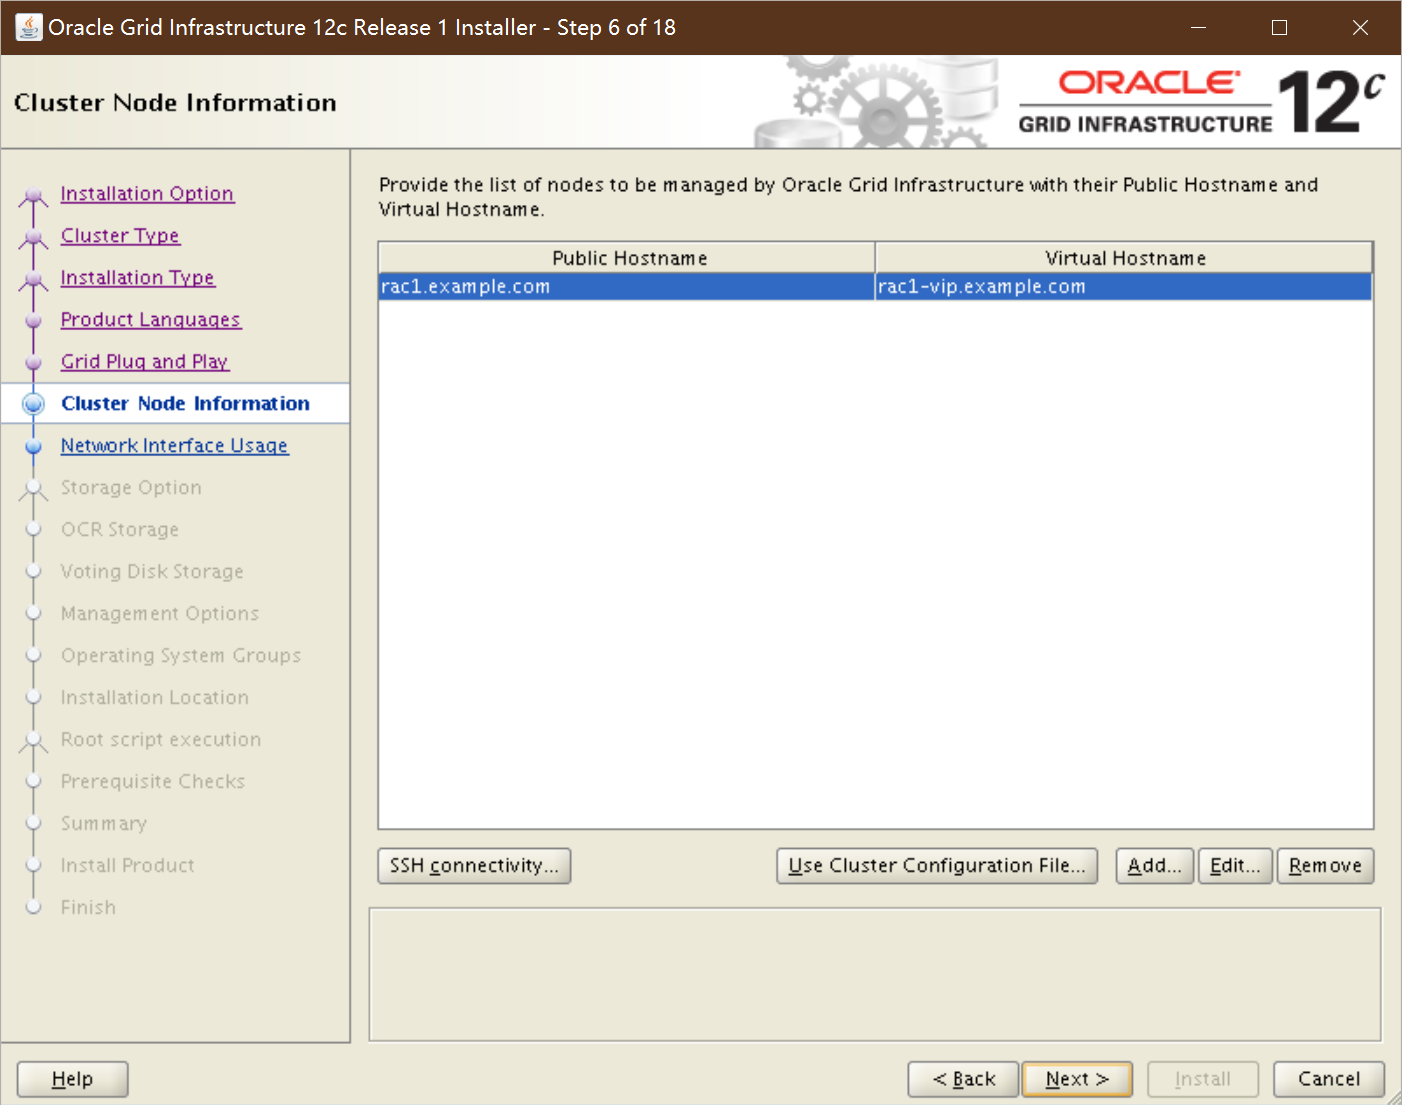 Oracle Grid Infrastructure 12c Release 1 Installer - Step 6 of 18
Cluster Node Information
ORACLE
GRID INFRASTRUCTURE
12c
Installation Option
Cluster Type
Installation Type
Product Languages
Grid Plug and Play
Cluster Node Information
Network Interface Usage
Storage Option
OCR Storage
Voting Disk Storage
Management Options
Operating System Groups
Installation Location
Root script execution
Prerequisite Checks
Summary
Install Product
Finish
Provide the list of nodes to be managed by Oracle Grid Infrastructure with their Public Hostname and
Virtual Hostname.
Public Hostname Virtual Hostname
rac1.example.com rac1-vip.example.com
SSH connectivity... Use Cluster Configuration File... Add... Edit... Remove
Help < Back Next > Install Cancel